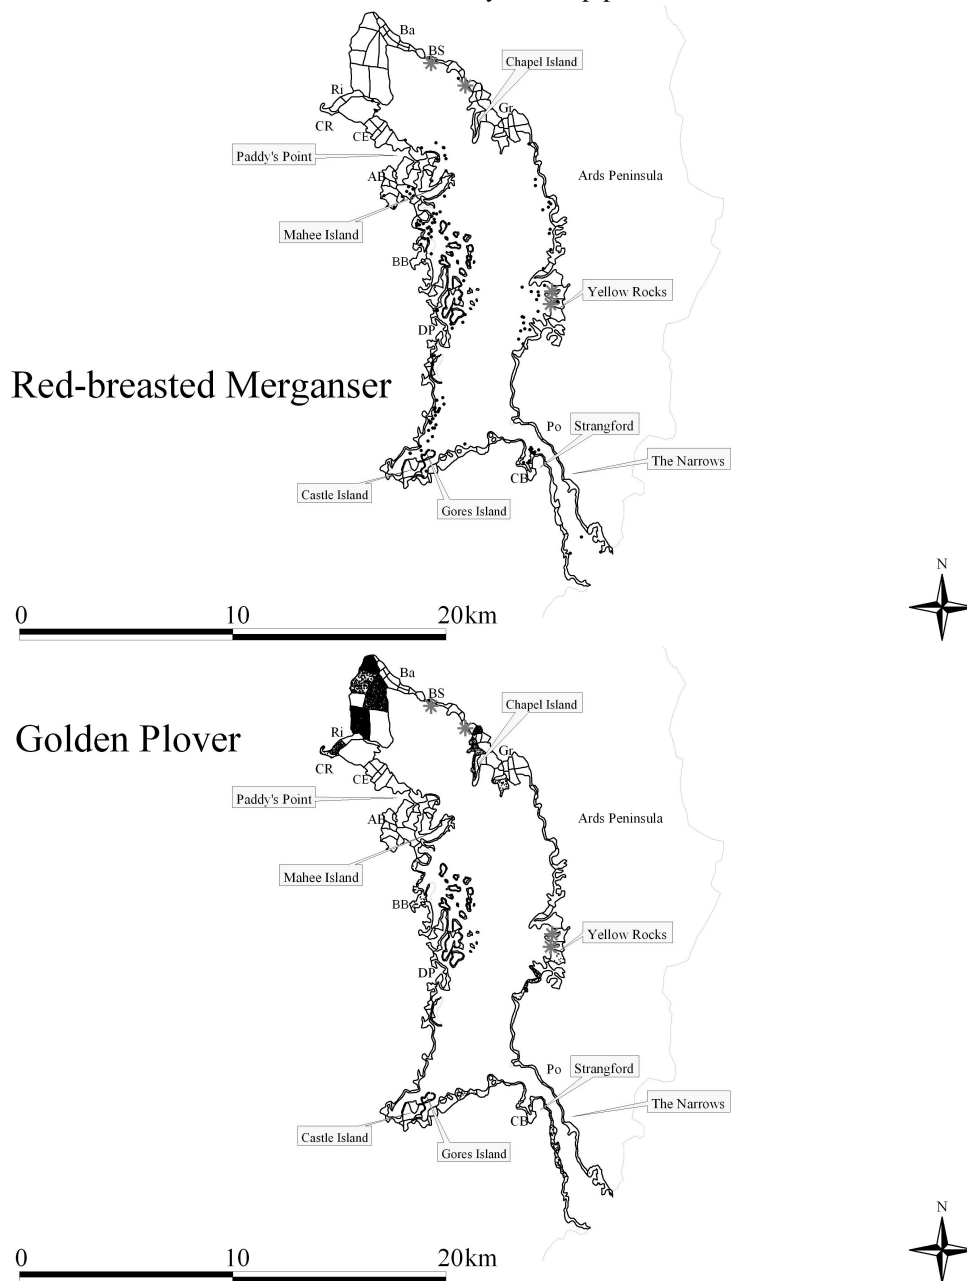 Ba
BS
Chapel Island
Ri
Gr
CR
CE
Paddy's Point
Ards Peninsula
Mahee Island
BB
Yellow Rocks
DP
Red-breasted Merganser
Po
Strangford
The Narrows
CB
Castle Island
Gores Island
N
0 10 20km
Ba
BS
Chapel Island
Golden Plover
Ri
Gr
CR
CE
Paddy's Point
Ards Peninsula
Mahee Island
BB
Yellow Rocks
DP
Po
Strangford
The Narrows
CB
Castle Island
Gores Island
N
0 10 20km